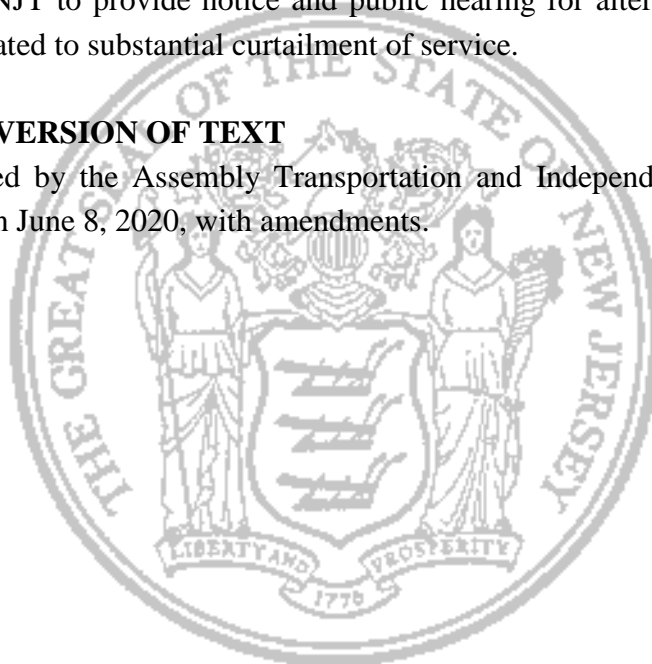 NJT to provide notice and public hearing for alter
ated to substantial curtailment of service.
VERSION OF TEXT
ed by the Assembly Transportation and Independ
n June 8, 2020, with amendments.
THE GREAT SEAL OF THE STATE OF NEW JERSEY
LIBERTY AND PROSPERITY
1776